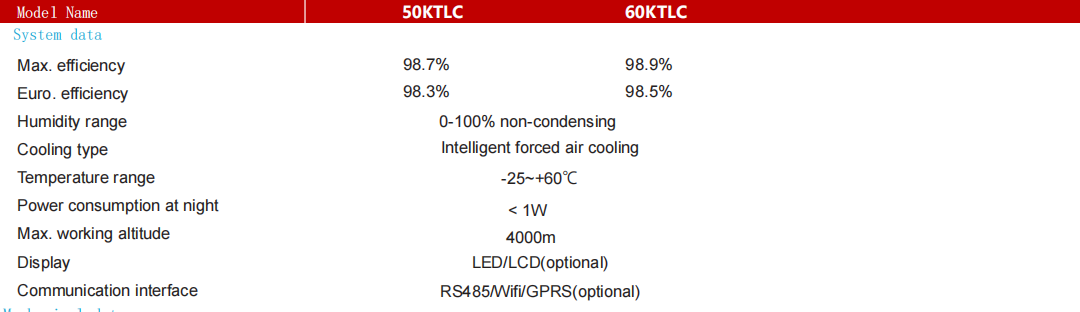 Model Name 50KTLC 60KTLC
System data
Max. efficiency 98.7% 98.9%
Euro. efficiency 98.3% 98.5%
Humidity range 0-100% non-condensing
Cooling type Intelligent forced air cooling
Temperature range -25~+60℃
Power consumption at night < 1W
Max. working altitude 4000m
Display LED/LCD(optional)
Communication interface RS485/Wifi/GPRS(optional)